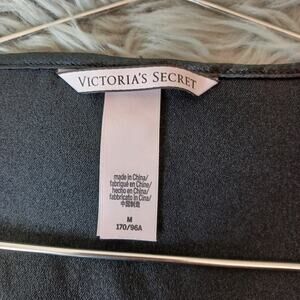 VICTORIA'S SECRET
made in China/
fabriqué en Chine/
hecho en China/
fabbricato in Cina/
中国制造
M
170/96A